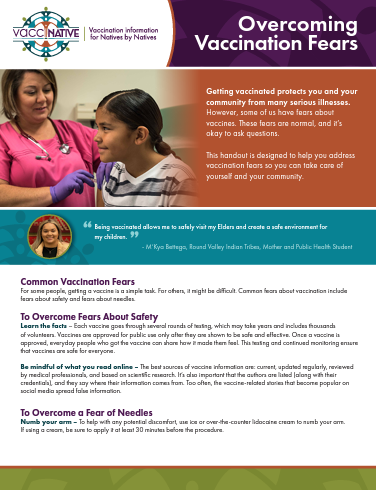 VACCINATIVE
Vaccination information
for Natives by Natives
Overcoming
Vaccination Fears
Getting vaccinated protects you and your
community from many serious illnesses.
However, some of us have fears about
vaccines. These fears are normal, and it's
okay to ask questions.
This handout is designed to help you address
vaccination fears so you can take care of
yourself and your community.
“ Being vaccinated allows me to safely visit my Elders and create a safe environment for
my children. ”
- M'Kya Bettega, Round Valley Indian Tribes, Mother and Public Health Student
Common Vaccination Fears
For some people, getting a vaccine is a simple task. For others, it might be difficult. Common fears about vaccination include
fears about safety and fears about needles.
To Overcome Fears About Safety
Learn the facts – Each vaccine goes through several rounds of testing, which may take years and includes thousands
of volunteers. Vaccines are approved for public use only after they are shown to be safe and effective. Once a vaccine is
approved, everyday people who got the vaccine can share how it made them feel. This testing and continued monitoring ensure
that vaccines are safe for everyone.
Be mindful of what you read online – The best sources of vaccine information are: current, updated regularly, reviewed
by medical professionals, and based on scientific research. It's also important that the authors are listed (along with their
credentials), and they say where their information comes from. Too often, the vaccine-related stories that become popular on
social media spread false information.
To Overcome a Fear of Needles
Numb your arm – To help with any potential discomfort, use ice or over-the-counter lidocaine cream to numb your arm.
If using a cream, be sure to apply it at least 30 minutes before the procedure.